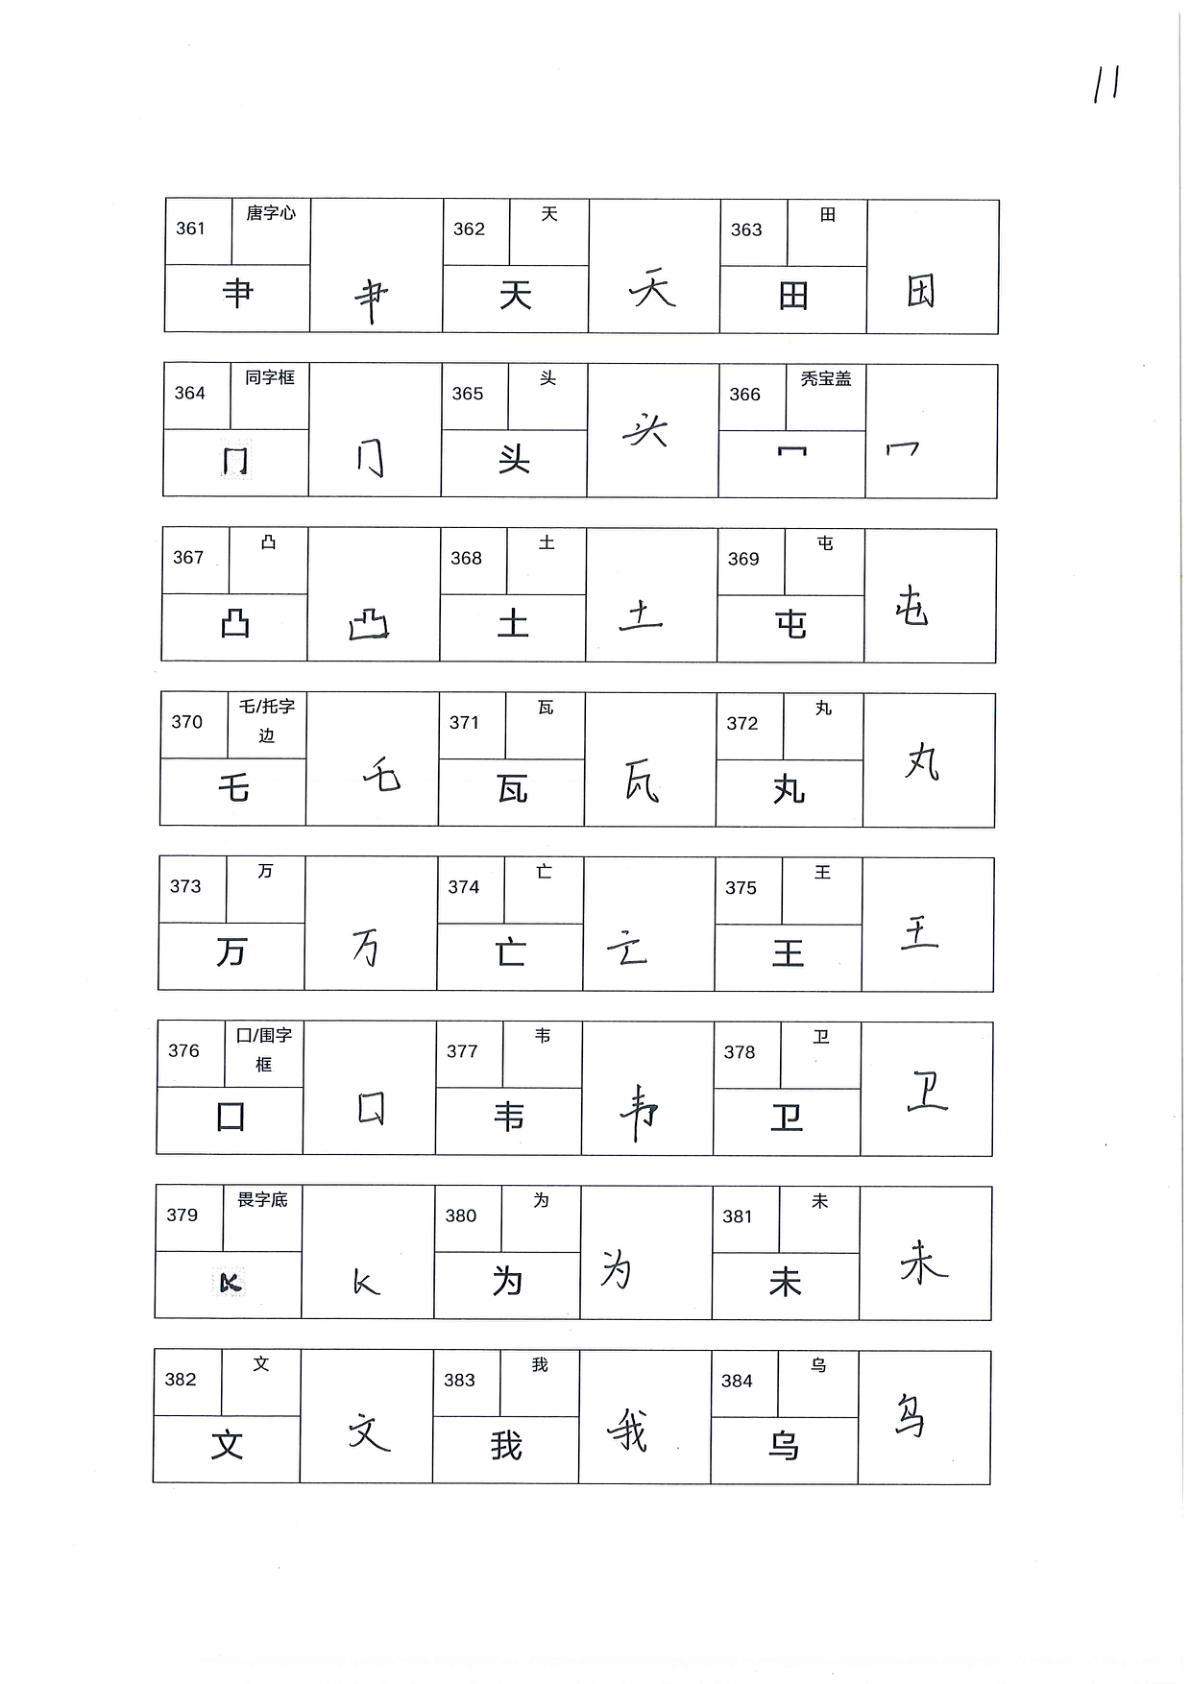 11
361 唐字心 362 天 363 田
肀 肀 天 天 田 田
364 同字框 365 头 366 秃宝盖
冂 冂 头 头 冖 冖
367 凸 368 土 369 屯
凸 凸 土 土 屯 屯
370 乇/托字
边 371 瓦 372 丸
乇 乇 瓦 瓦 丸 丸
373 万 374 亡 375 王
万 万 亡 亡 王 王
376 囗/围字
框 377 韦 378 卫
囗 囗 韦 韦 卫 卫
379 畏字底 380 为 381 未
为 为 未 未
382 文 383 我 384 乌
文 文 我 我 乌 乌